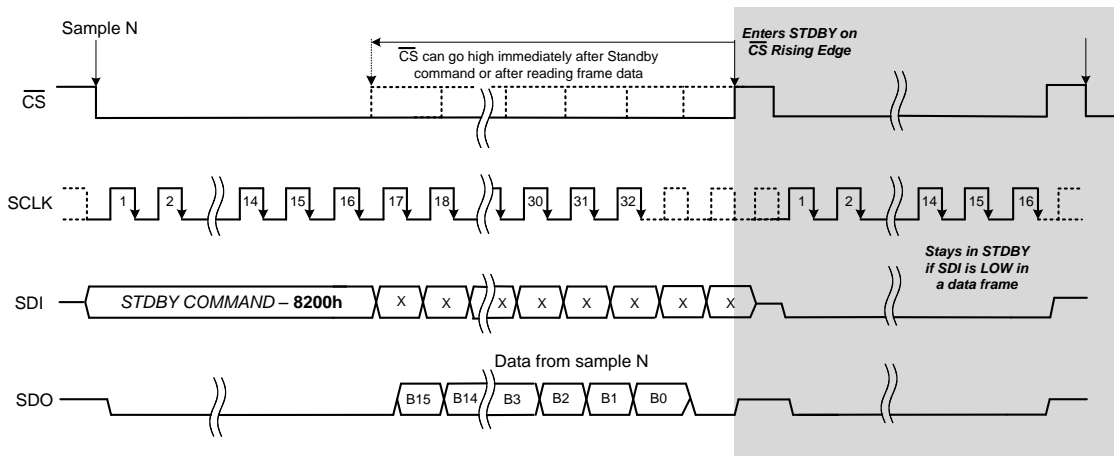 Sample N
CS can go high immediately after Standby
command or after reading frame data
Enters STDBY on
CS Rising Edge
CS
SCLK
1 2 14 15 16 17 18 30 31 32 1 2 14 15 16
Stays in STDBY
if SDI is LOW in
a data frame
SDI
STDBY COMMAND – 8200h X X X X X X X X
Data from sample N
SDO
B15 B14 B3 B2 B1 B0